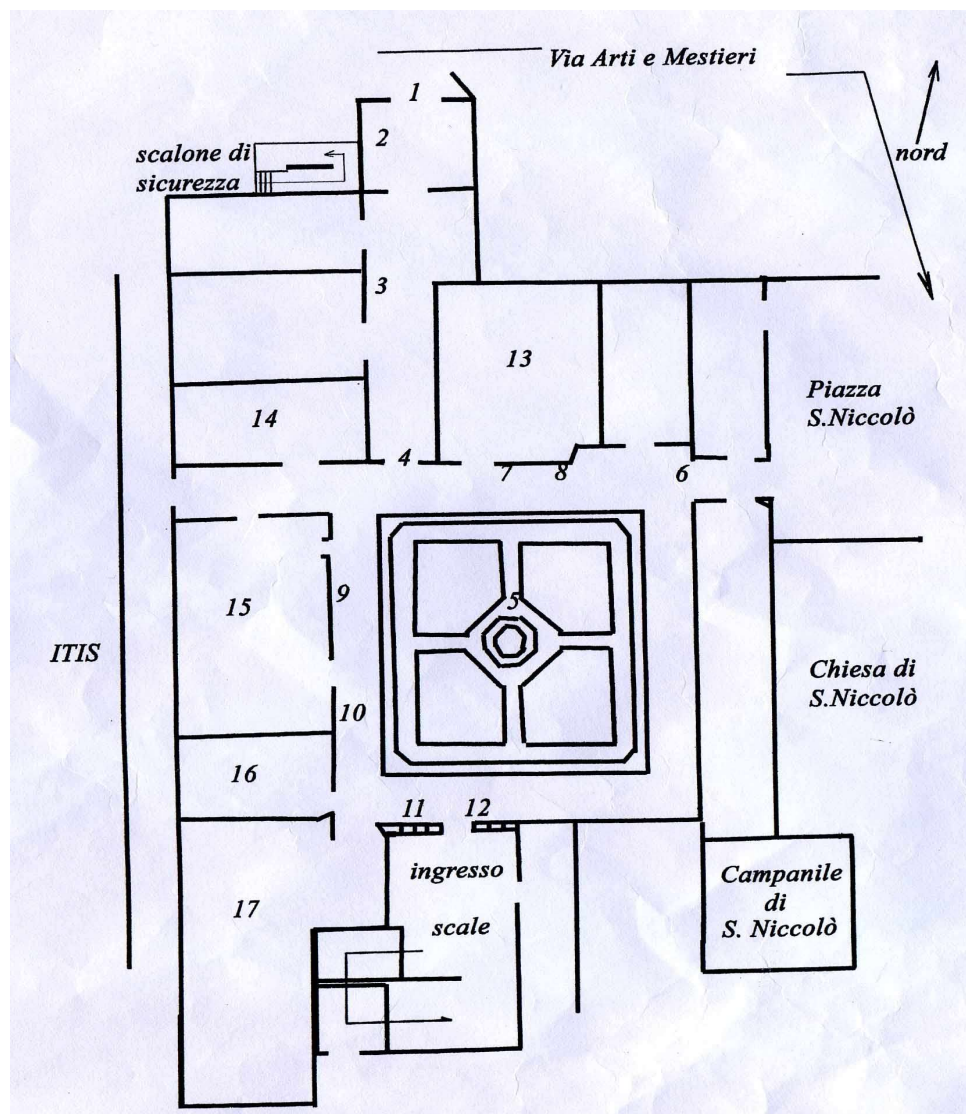 Via Arti e Mestieri
1
2
scalone di
sicurezza
nord
3
13
Piazza
S.Niccolò
14
4
7
8
6
5
9
15
ITIS
Chiesa di
S.Niccolò
10
16
11
12
ingresso
Campanile
di
S. Niccolò
17
scale